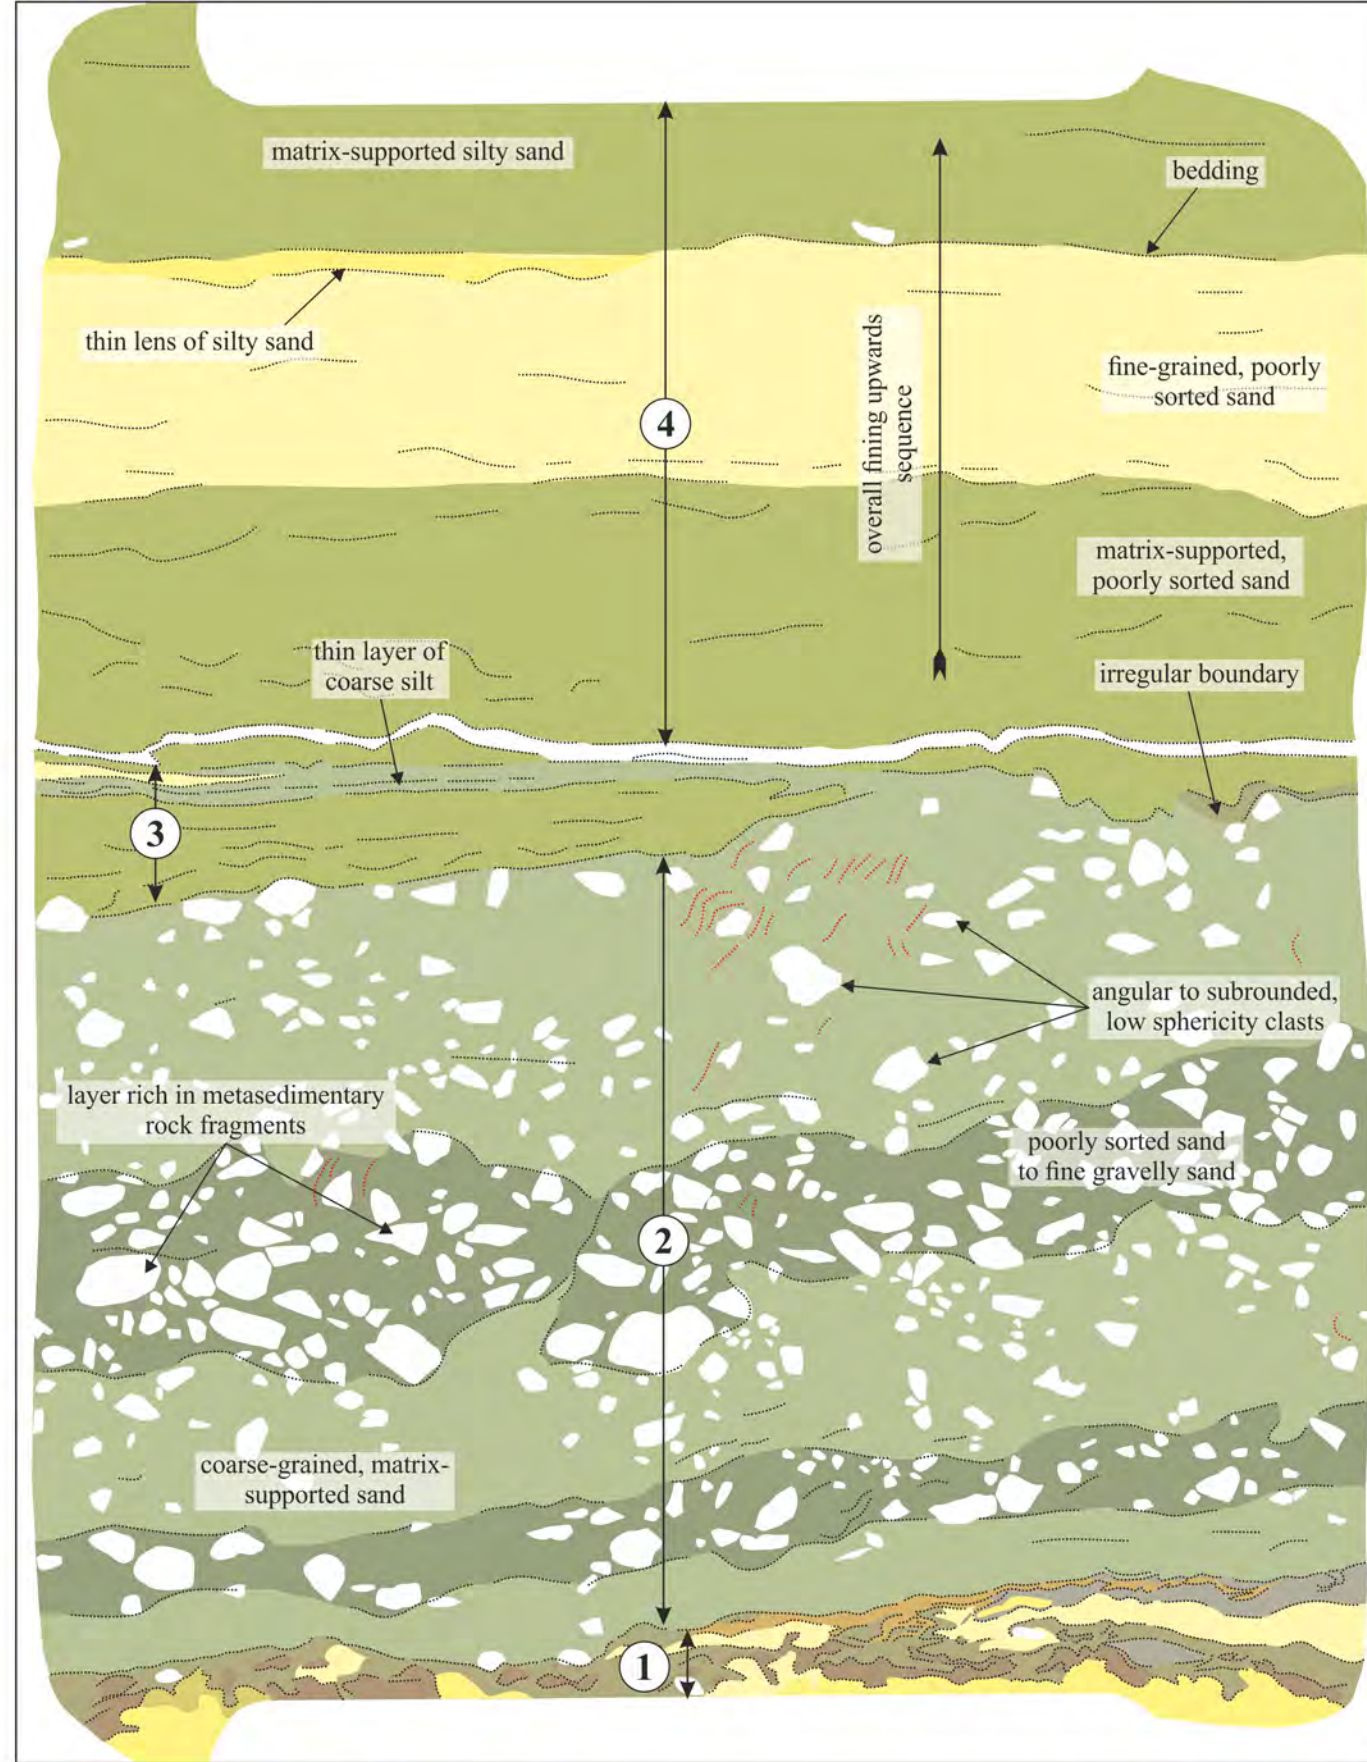 matrix-supported silty sand
bedding
thin lens of silty sand
fine-grained, poorly
sorted sand
4
overall fining upwards
sequence
matrix-supported,
poorly sorted sand
thin layer of
coarse silt
irregular boundary
3
angular to subrounded,
low sphericity clasts
layer rich in metasedimentary
rock fragments
poorly sorted sand
to fine gravelly sand
2
coarse-grained, matrix-
supported sand
1